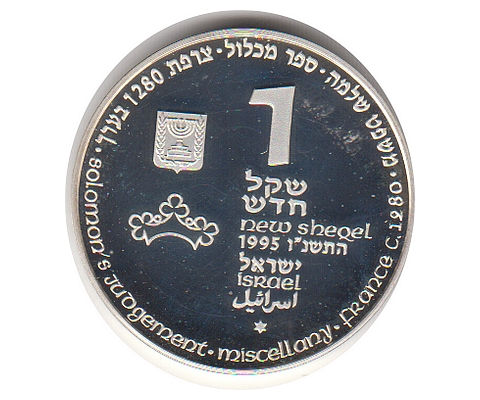 משפט שלמה · ספר מכלול · צרפת 1280 בערך ·
solomon's judgement · miscellany · france c.1280 ·
1
שקל
חדש
new sheqel
1995 התשנ"ו
ישראל
israel
اسرائيل